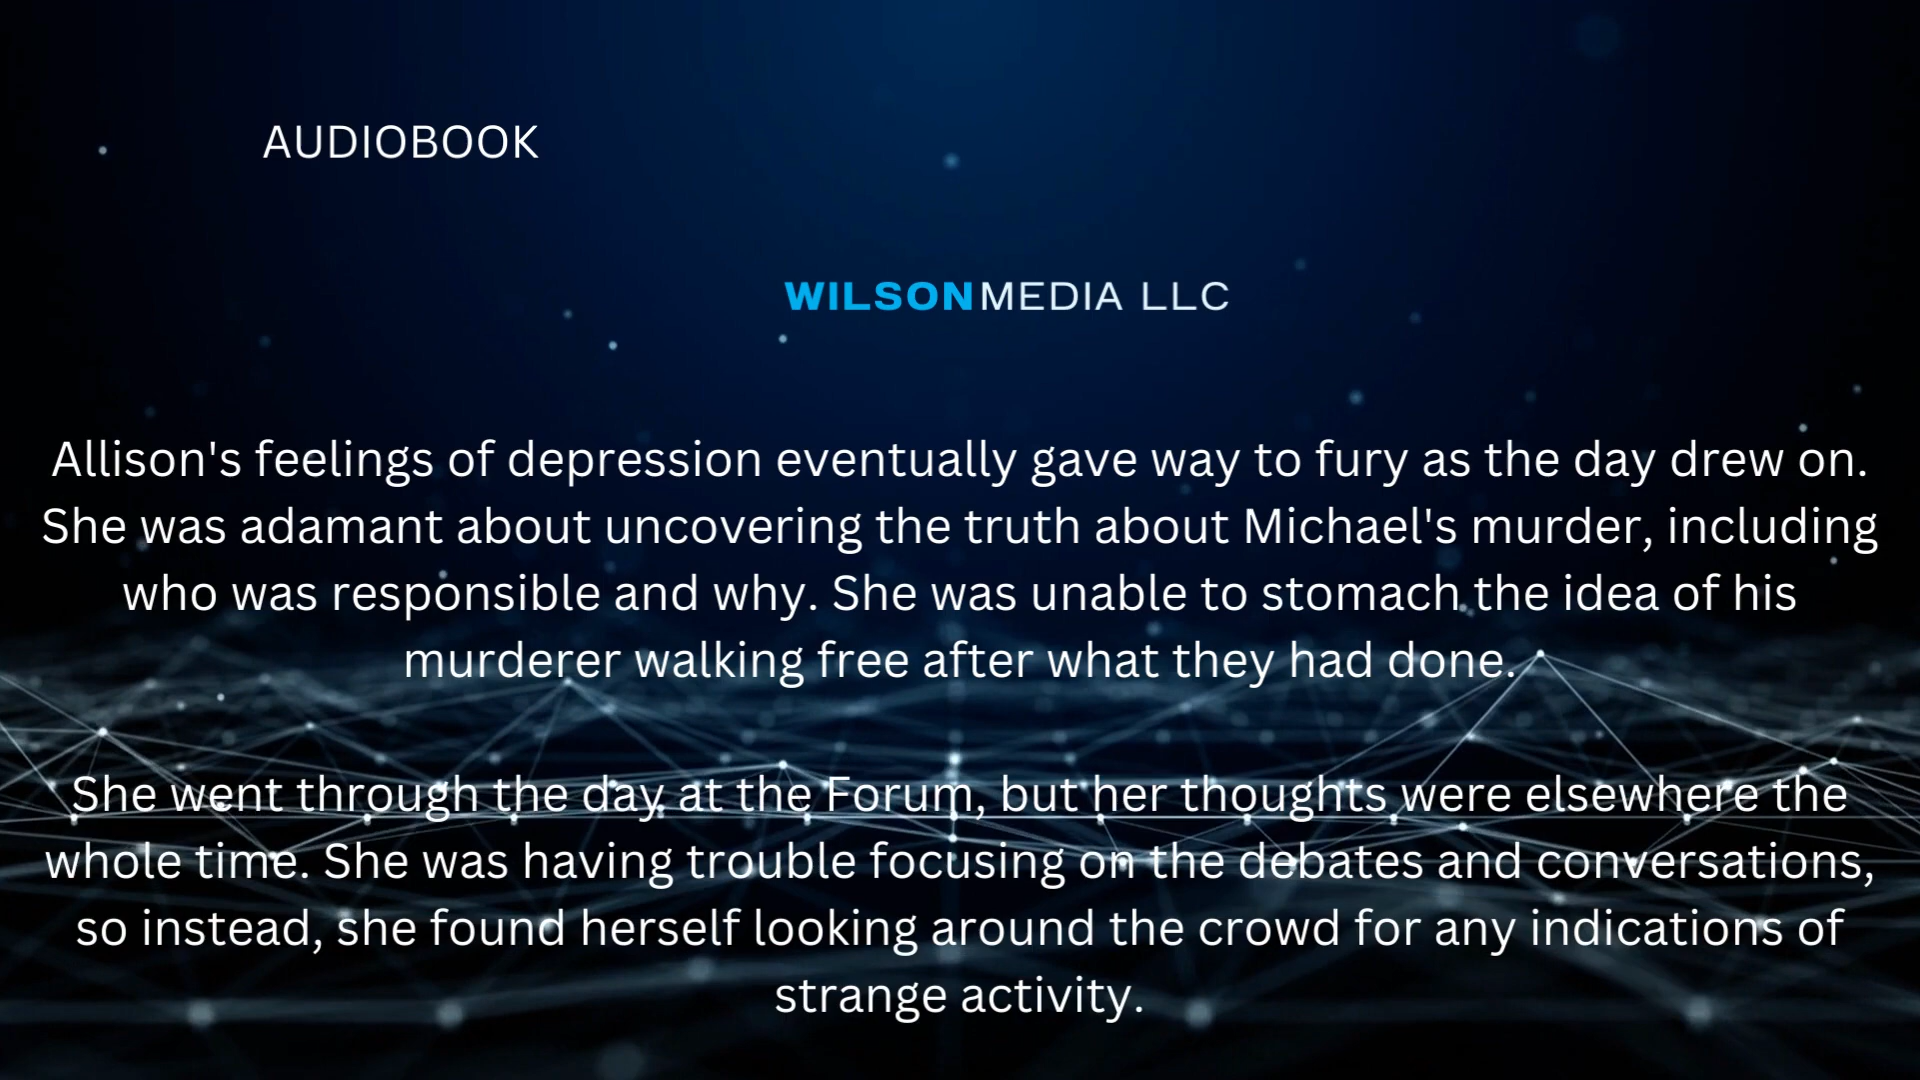 AUDIOBOOK
WILSONMEDIA LLC
Allison's feelings of depression eventually gave way to fury as the day drew on.
She was adamant about uncovering the truth about Michael's murder, including
who was responsible and why. She was unable to stomach the idea of his
murderer walking free after what they had done.
She went through the day at the Forum, but her thoughts were elsewhere the
whole time. She was having trouble focusing on the debates and conversations,
so instead, she found herself looking around the crowd for any indications of
strange activity.